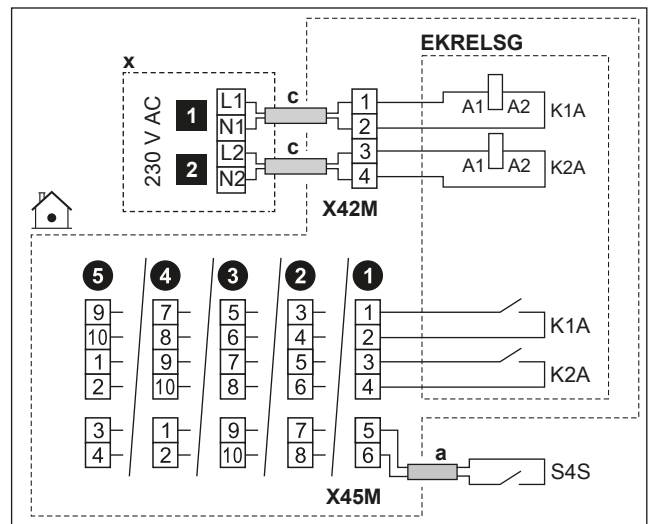 EKRELSG
x
230 V AC
1
L1
N1
2
L2
N2
c
c
1
2
3
4
A1 A2 K1A
A1 A2 K2A
X42M
5 4 3 2 1
9 7 5 3 1
10 8 6 4 2
1 9 7 5 3
2 10 8 6 4
K1A
K2A
3 1 9 7 5
4 2 10 8 6
a
S4S
X45M